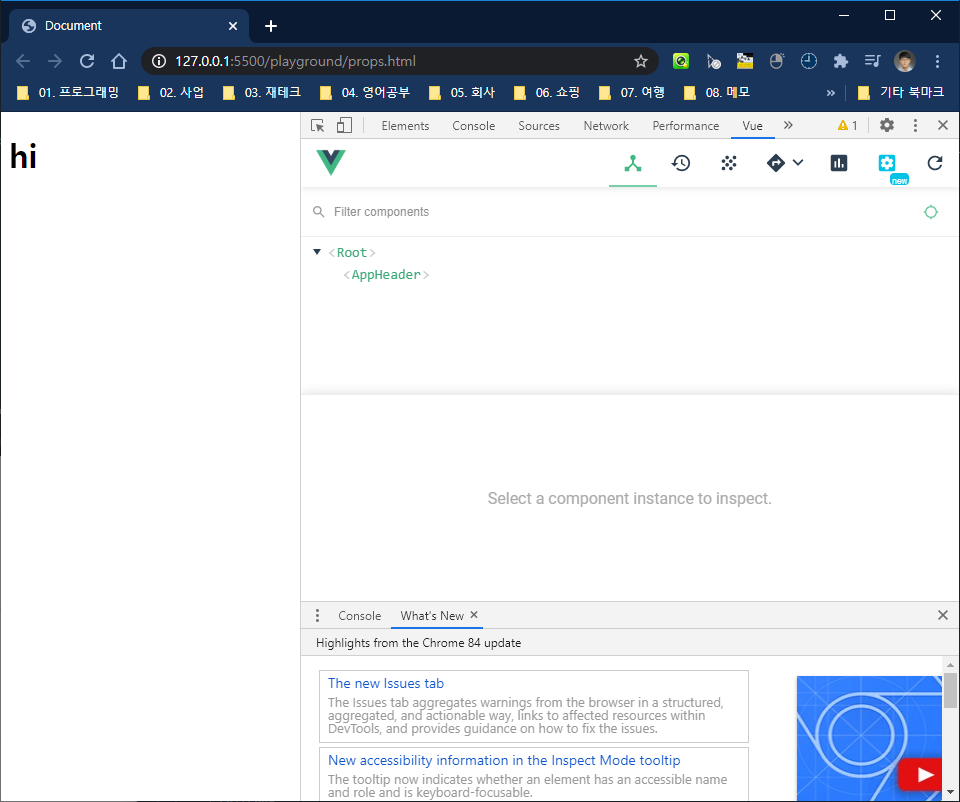 Document
127.0.0.1:5500/playground/props.html
01. 프로그래밍 02. 사업 03. 재테크 04. 영어공부 05. 회사 06. 쇼핑 07. 여행 08. 메모 » 기타 북마크
hi
Elements Console Sources Network Performance Vue » 1
new
Filter components
<Root>
<AppHeader>
Select a component instance to inspect.
Console What's New
Highlights from the Chrome 84 update
The new Issues tab
The Issues tab aggregates warnings from the browser in a structured,
aggregated, and actionable way, links to affected resources within
DevTools, and provides guidance on how to fix the issues.
New accessibility information in the Inspect Mode tooltip
The tooltip now indicates whether an element has an accessible name
and role and is keyboard-focusable.